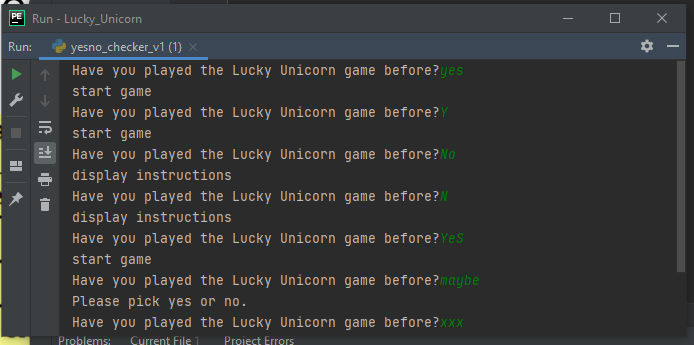 PE
Run - Lucky_Unicorn
Run: yesno_checker_v1 (1)
Have you played the Lucky Unicorn game before?yes
start game
Have you played the Lucky Unicorn game before?Y
start game
Have you played the Lucky Unicorn game before?No
display instructions
Have you played the Lucky Unicorn game before?N
display instructions
Have you played the Lucky Unicorn game before?YeS
start game
Have you played the Lucky Unicorn game before?maybe
Please pick yes or no.
Have you played the Lucky Unicorn game before?xxx
Problems: Current File 1 Project Errors